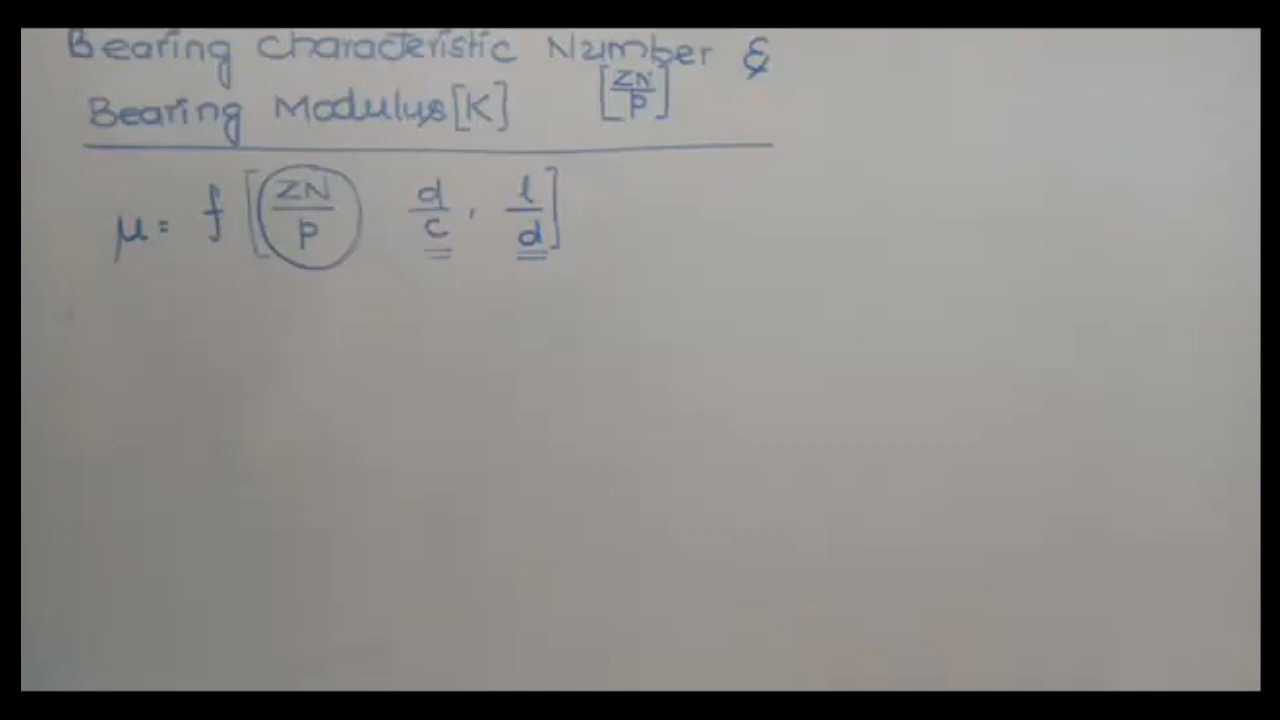 Bearing Characteristic Number &
Bearing Modulus [K] [ZN/P]
μ = f [ZN/P d/c, l/d]